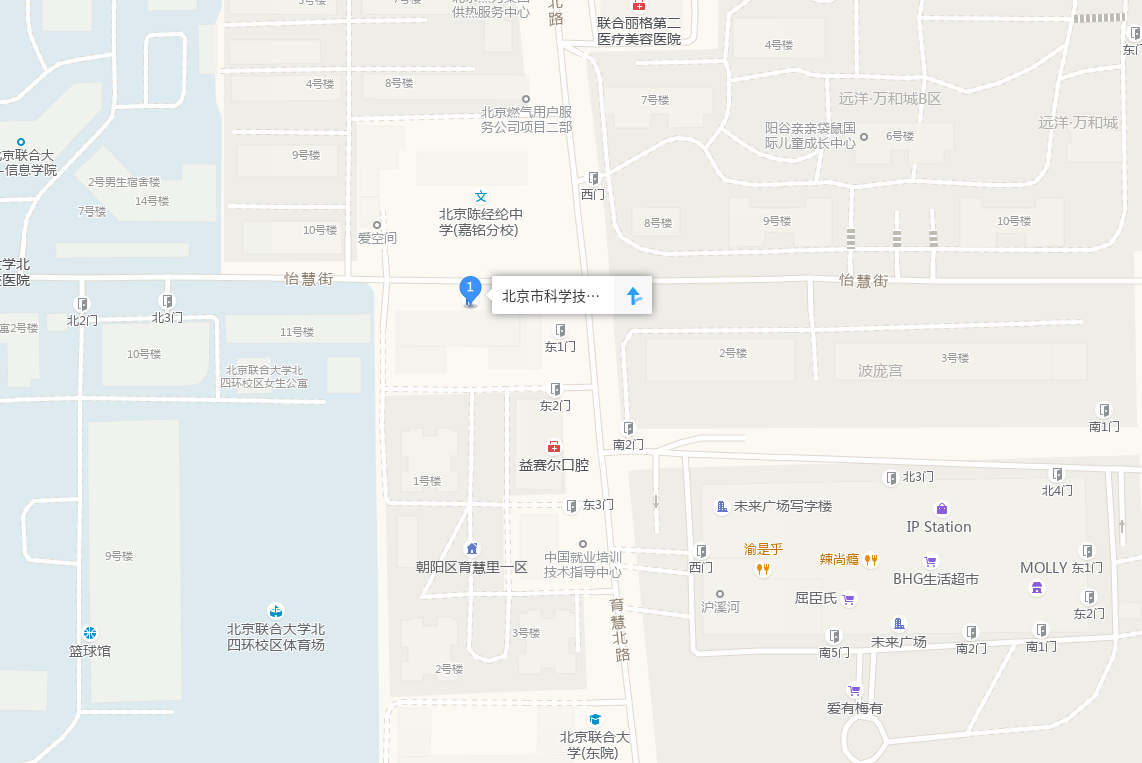 7号楼
供热服务中心
北
路
联合丽格第二
医疗美容医院
4号楼
东门
4号楼
8号楼
北京燃气用户服
务公司项目二部
7号楼
远洋·万和城B区
远洋·万和城
阳谷亲亲袋鼠国
际儿童成长中心
6号楼
京联合大
-信息学院
9号楼
2号男生宿舍楼
14号楼
7号楼
西门
文
北京陈经纶中
学(嘉铭分校)
爱空间
10号楼
8号楼
9号楼
10号楼
学北
医院
怡慧街
怡慧街
1
北京市科学技…
北2门
北3门
寓2号楼
11号楼
10号楼
东1门
2号楼
3号楼
波庞宫
北京联合大学北
四环校区女生公寓
东2门
南2门
南1门
益赛尔口腔
1号楼
北3门
北4门
东3门
未来广场写字楼
IP Station
9号楼
朝阳区育慧里一区
中国就业培训
技术指导中心
西门
渝是乎
辣尚瘾
BHG生活超市
MOLLY
东1门
沪溪河
屈臣氏
东2门
北京联合大学北
四环校区体育场
篮球馆
育慧北路
3号楼
2号楼
南5门
未来广场
南2门
南1门
爱有梅有
北京联合大
学(东院)